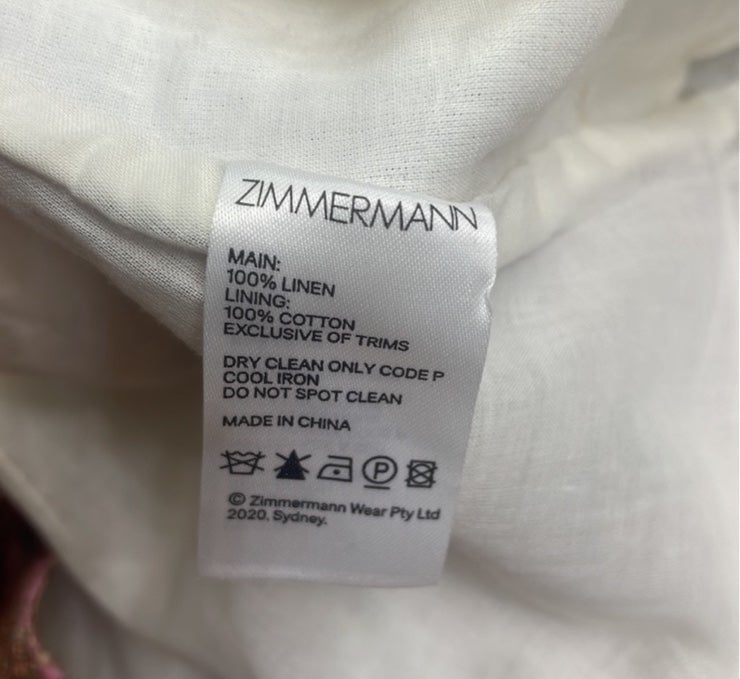 ZIMMERMANN
MAIN:
100% LINEN
LINING:
100% COTTON
EXCLUSIVE OF TRIMS
DRY CLEAN ONLY CODE P
COOL IRON
DO NOT SPOT CLEAN
MADE IN CHINA
P
© Zimmermann Wear Pty Ltd
2020, Sydney.